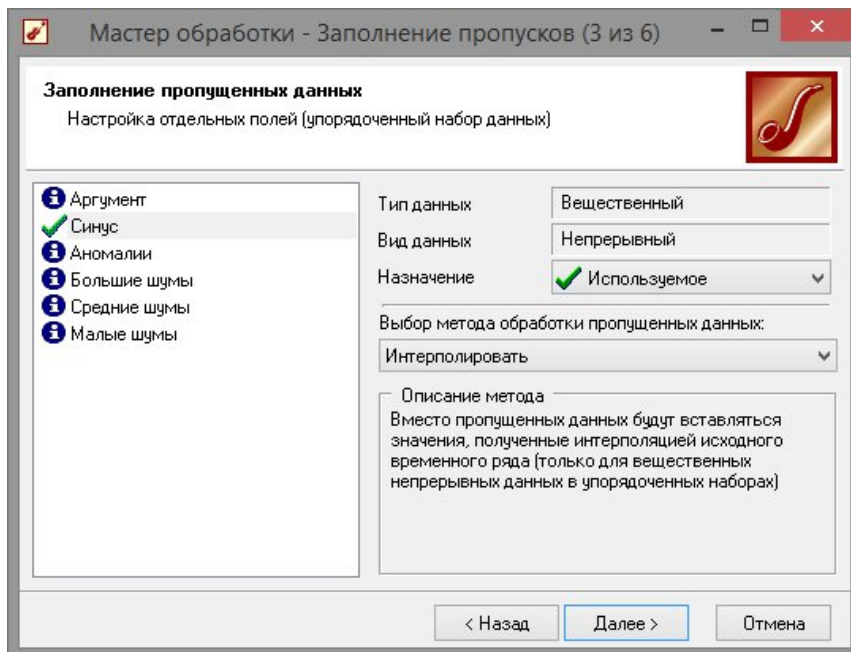 Мастер обработки - Заполнение пропусков (3 из 6)
Заполнение пропущенных данных
Настройка отдельных полей (упорядоченный набор данных)
Аргумент
Синус
Аномалии
Большие шумы
Средние шумы
Малые шумы
Тип данных
Вещественный
Вид данных
Непрерывный
Назначение
Используемое
Выбор метода обработки пропущенных данных:
Интерполировать
Описание метода
Вместо пропущенных данных будут вставляться
значения, полученные интерполяцией исходного
временного ряда (только для вещественных
непрерывных данных в упорядоченных наборах)
< Назад
Далее >
Отмена